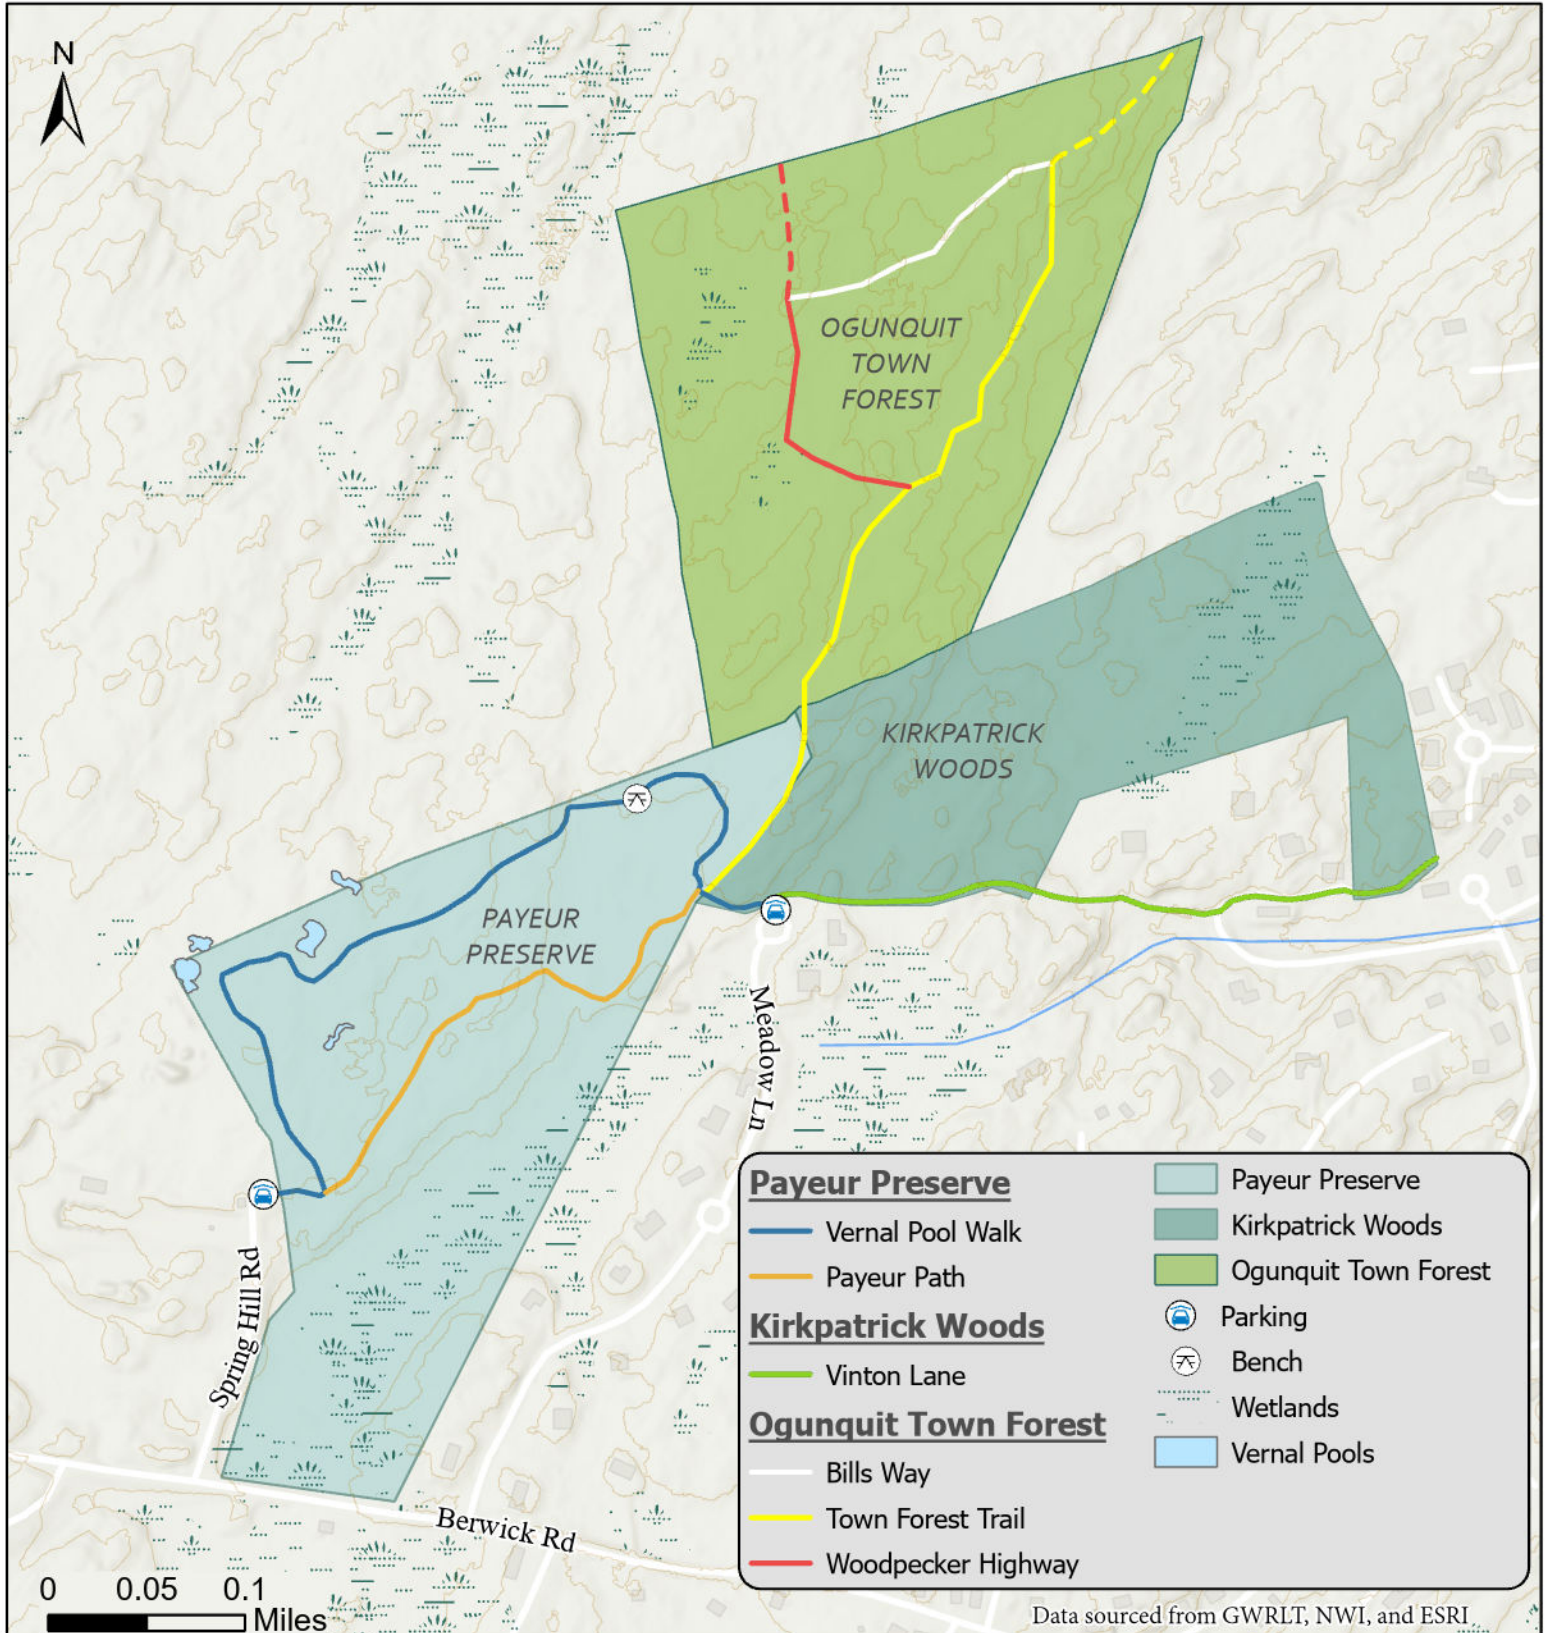 N
OGUNQUIT
TOWN
FOREST
KIRKPATRICK
WOODS
PAYEUR
PRESERVE
Meadow Ln
Spring Hill Rd
Berwick Rd
Payeur Preserve
Vernal Pool Walk
Payeur Path
Kirkpatrick Woods
Vinton Lane
Ogunquit Town Forest
Bills Way
Town Forest Trail
Woodpecker Highway
Payeur Preserve
Kirkpatrick Woods
Ogunquit Town Forest
Parking
Bench
Wetlands
Vernal Pools
0 0.05 0.1
Miles
Data sourced from GWRLT, NWI, and ESRI